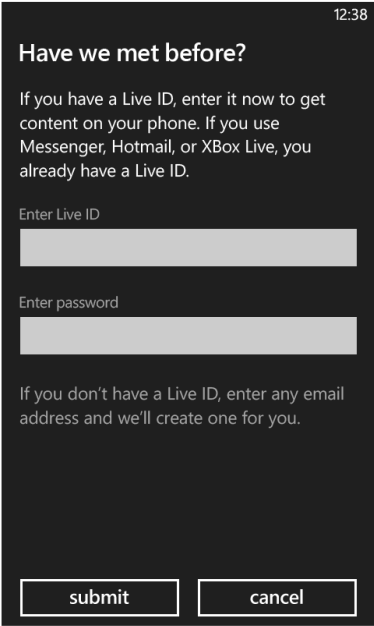 12:38
Have we met before?
If you have a Live ID, enter it now to get
content on your phone. If you use
Messenger, Hotmail, or XBox Live, you
already have a Live ID.
Enter Live ID
Enter password
If you don't have a Live ID, enter any email
address and we'll create one for you.
submit cancel